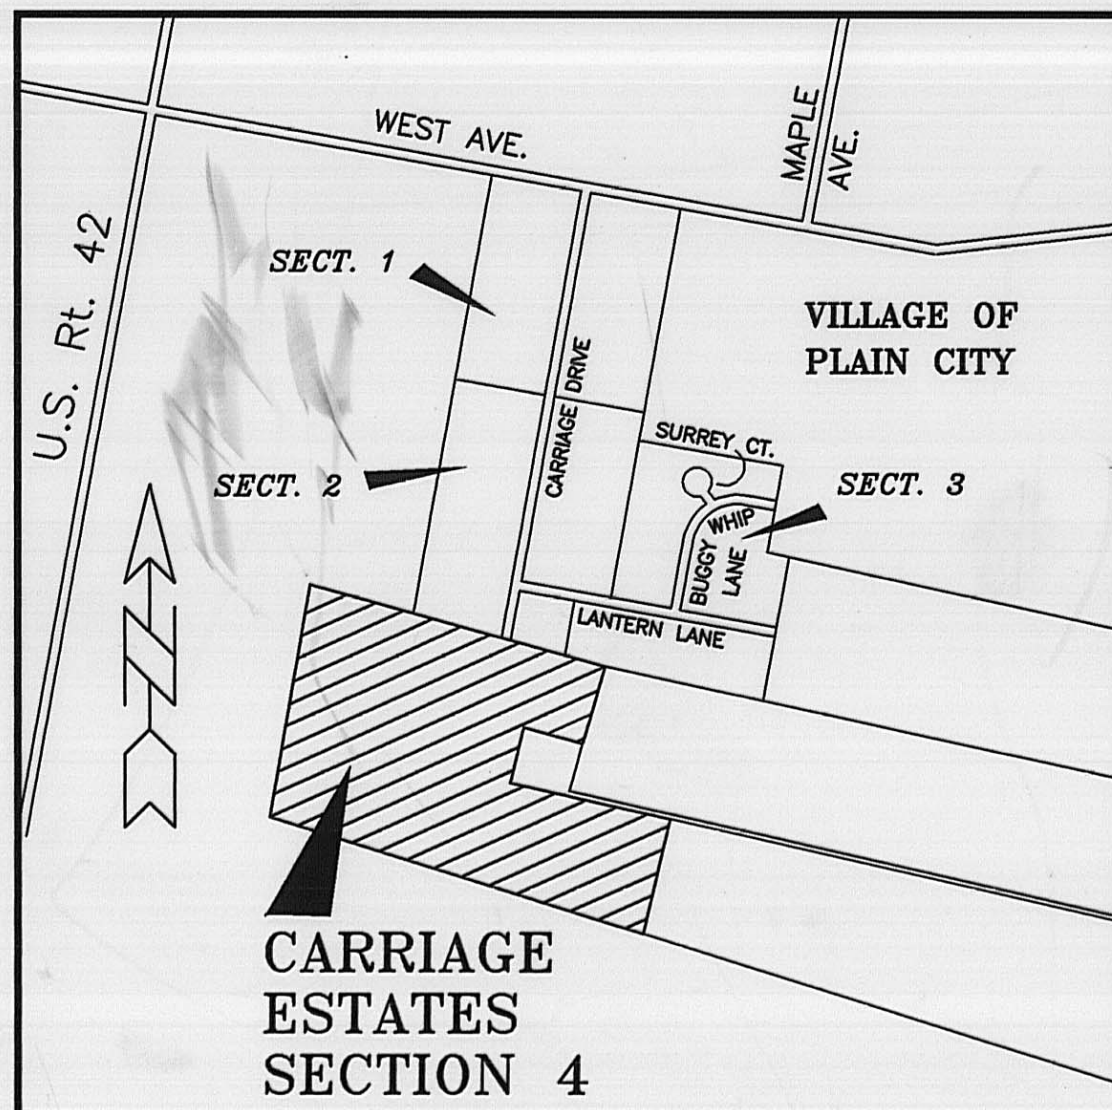 WEST AVE.
MAPLE
AVE.
U.S. Rt. 42
SECT. 1
VILLAGE OF
PLAIN CITY
CARRIAGE DRIVE
SURREY CT.
SECT. 2
SECT. 3
BUGGY WHIP
LANE
LANTERN LANE
CARRIAGE
ESTATES
SECTION 4